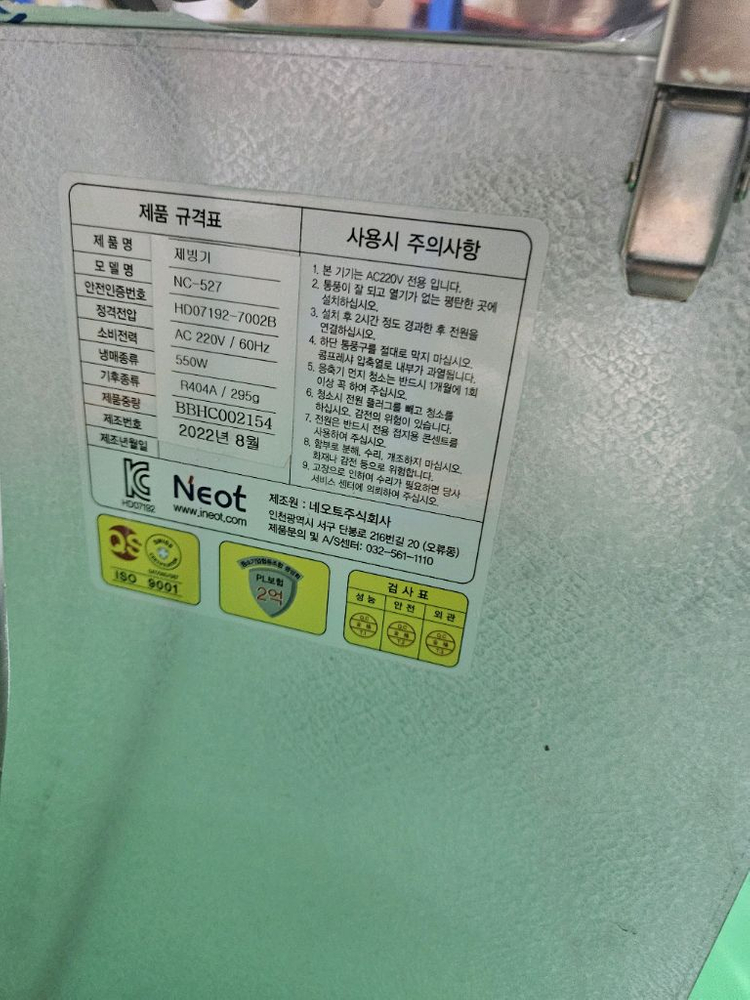 제품 규격표
제 품 명
모 델 명
안전인증번호
정격전압
소비전력
냉매종류
기후종류
제품중량
제조번호
제조년월일
제빙기
NC-527
HD07192-7002B
AC 220V / 60Hz
550W
R404A / 295g
BBHC002154
2022년 8월
사용시 주의사항
1. 본 기기는 AC220V 전용 입니다.
2. 통풍이 잘 되고 열기가 없는 평탄한 곳에
설치하십시오.
3. 설치 후 2시간 정도 경과한 후 전원을
연결하십시오.
4. 하단 통풍구를 절대로 막지 마십시오.
콤프레샤 압축열로 내부가 과열됩니다.
5. 응축기 먼지 청소는 반드시 1개월에 1회
이상 꼭 하여 주십시오.
6. 청소시 전원 플러그를 빼고 청소를
하십시오. 감전의 위험이 있습니다.
7. 전원은 반드시 전용 접지용 콘센트를
사용하여 주십시오.
8. 함부로 분해, 수리, 개조하지 마십시오.
화재나 감전 등으로 위험합니다.
9. 고장으로 인하여 수리가 필요하면 당사
서비스 센터에 의뢰하여 주십시오.
HD07192
Neot
www.ineot.com
제조원 : 네오트주식회사
인천광역시 서구 단봉로 216번길 20 (오류동)
제품문의 및 A/S센터: 032-561-1110
QS
ISO 9001
PL보험
2억
검 사 표
성 능 안 전 외 관